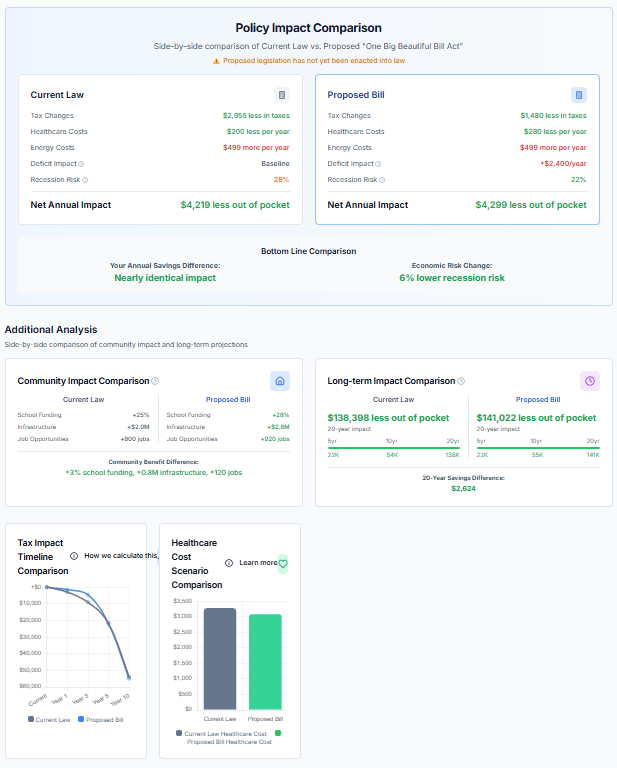 Policy Impact Comparison
Side-by-side comparison of Current Law vs. Proposed "One Big Beautiful Bill Act"
Proposed legislation has not yet been enacted into law
Current Law
Tax Changes $2,955 less in taxes
Healthcare Costs $200 less per year
Energy Costs $499 more per year
Deficit Impact Baseline
Recession Risk 28%
Net Annual Impact $4,219 less out of pocket
Proposed Bill
Tax Changes $1,480 less in taxes
Healthcare Costs $280 less per year
Energy Costs $499 more per year
Deficit Impact +$2,400/year
Recession Risk 22%
Net Annual Impact $4,299 less out of pocket
Bottom Line Comparison
Your Annual Savings Difference:
Nearly identical impact
Economic Risk Change:
6% lower recession risk
Additional Analysis
Side-by-side comparison of community impact and long-term projections
Community Impact Comparison
Current Law
School Funding +25%
Infrastructure +$2.0M
Job Opportunities +800 jobs
Proposed Bill
School Funding +28%
Infrastructure +$2.8M
Job Opportunities +920 jobs
Community Benefit Difference:
+3% school funding, +0.8M infrastructure, +120 jobs
Long-term Impact Comparison
Current Law
$138,398 less out of pocket
20-year impact
5yr 10yr 20yr
22K 54K 138K
Proposed Bill
$141,022 less out of pocket
20-year impact
5yr 10yr 20yr
22K 55K 141K
20-Year Savings Difference:
$2,624
Tax Impact
Timeline
Comparison
How we calculate this
+$0
$10,000
$20,000
$30,000
$40,000
$50,000
$60,000
Current Year 1 Year 3 Year 5 Year 10
Current Law Proposed Bill
Healthcare
Cost
Scenario
Comparison
Learn more
$3,500
$3,000
$2,500
$2,000
$1,500
$1,000
$500
$0
Current Law Proposed Bill
Current Law Healthcare Cost
Proposed Bill Healthcare Cost